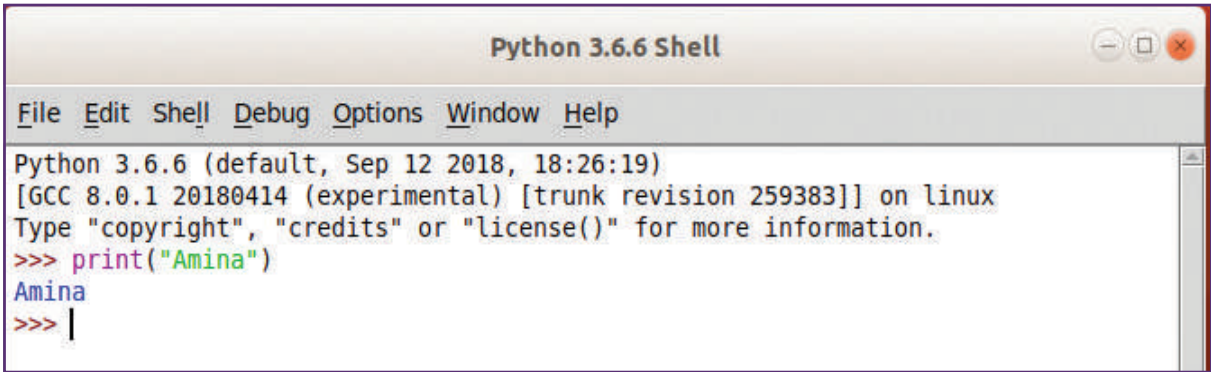 Python 3.6.6 Shell
File Edit Shell Debug Options Window Help
Python 3.6.6 (default, Sep 12 2018, 18:26:19)
[GCC 8.0.1 20180414 (experimental) [trunk revision 259383]] on linux
Type "copyright", "credits" or "license()" for more information.
>>> print("Amina")
Amina
>>>